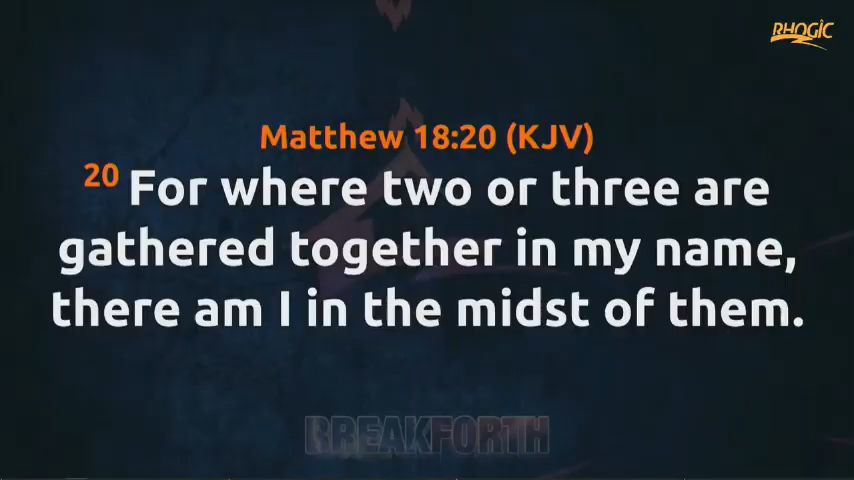 RHOGIC
Matthew 18:20 (KJV)
20 For where two or three are
gathered together in my name,
there am I in the midst of them.
BREAKFORTH